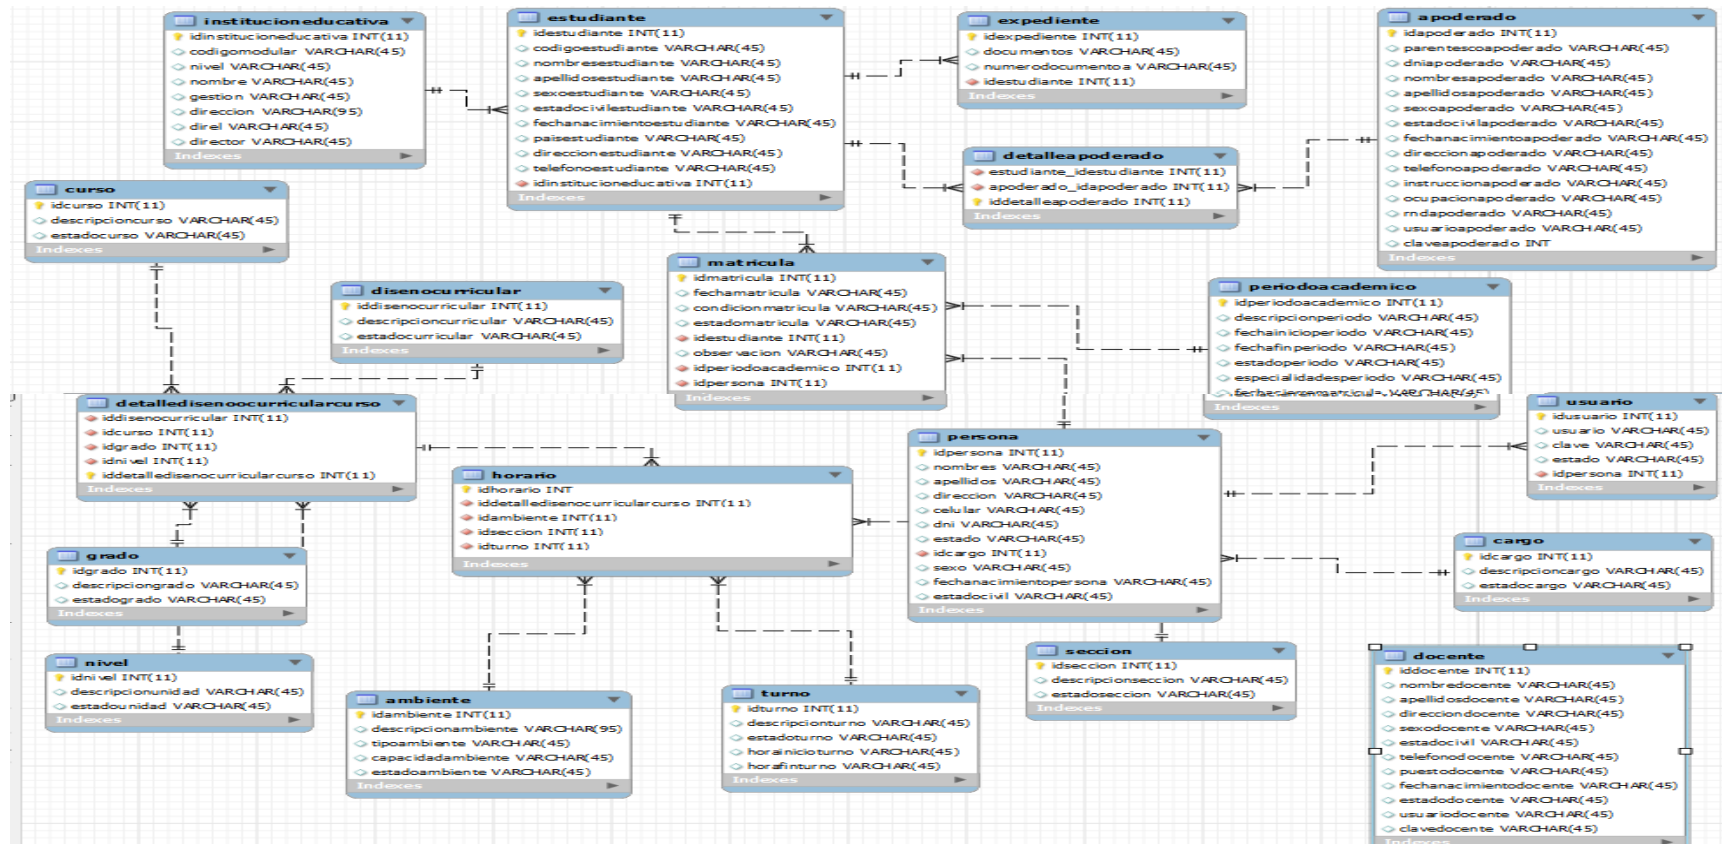 institucioneducativa
idinstitucioneducativa INT(11)
codigomodular VARCHAR(45)
nivel VARCHAR(45)
nombre VARCHAR(45)
gestion VARCHAR(45)
direccion VARCHAR(95)
direl VARCHAR(45)
director VARCHAR(45)
Indexes
estudiante
idestudiante INT(11)
codigoestudiante VARCHAR(45)
nombresestudiante VARCHAR(45)
apellidosestudiante VARCHAR(45)
sexoestudiante VARCHAR(45)
estadocivilestudiante VARCHAR(45)
fechanacimientoestudiante VARCHAR(45)
paisestudiante VARCHAR(45)
direccionestudiante VARCHAR(45)
telefonoestudiante VARCHAR(45)
idinstitucioneducativa INT(11)
Indexes
expediente
idexpediente INT(11)
documentos VARCHAR(45)
numerodocumentoa VARCHAR(45)
idestudiante INT(11)
Indexes
apoderado
idapoderado INT(11)
parentescoapoderado VARCHAR(45)
dniapoderado VARCHAR(45)
nombresapoderado VARCHAR(45)
apellidosapoderado VARCHAR(45)
sexoapoderado VARCHAR(45)
estadocivilapoderado VARCHAR(45)
fechanacimientoapoderado VARCHAR(45)
direccionapoderado VARCHAR(45)
telefonoapoderado VARCHAR(45)
instruccionapoderado VARCHAR(45)
ocupacionapoderado VARCHAR(45)
rndapoderado VARCHAR(45)
usuarioapoderado VARCHAR(45)
claveapoderado INT
Indexes
detalleapoderado
estudiante_idestudiante INT(11)
apoderado_idapoderado INT(11)
iddetalleapoderado INT(11)
Indexes
curso
idcurso INT(11)
descripcioncurso VARCHAR(45)
estadocurso VARCHAR(45)
Indexes
disenocurricular
iddisenocurricular INT(11)
descripcioncurricular VARCHAR(45)
estadocurricular VARCHAR(45)
Indexes
matricula
idmatricula INT(11)
fechamatricula VARCHAR(45)
condicionmatricula VARCHAR(45)
estadomatricula VARCHAR(45)
idestudiante INT(11)
observacion VARCHAR(45)
idperiodoacademico INT(11)
idpersona INT(11)
Indexes
periodoacademico
idperiodoacademico INT(11)
descripcionperiodo VARCHAR(45)
fechainicioperiodo VARCHAR(45)
fechafinperiodo VARCHAR(45)
estadoperiodo VARCHAR(45)
especialidadesperiodo VARCHAR(45)
Indexes
detalledisenoocurricularcurso
iddisenocurricular INT(11)
idcurso INT(11)
idgrado INT(11)
idnivel INT(11)
iddetalledisenocurricularcurso INT(11)
Indexes
horario
idhorario INT
iddetalledisenocurricularcurso INT(11)
idambiente INT(11)
idseccion INT(11)
idturno INT(11)
Indexes
persona
idpersona INT(11)
nombres VARCHAR(45)
apellidos VARCHAR(45)
direccion VARCHAR(45)
celular VARCHAR(45)
dni VARCHAR(45)
estado VARCHAR(45)
idcargo INT(11)
sexo VARCHAR(45)
fechanacimientopersona VARCHAR(45)
estadocivil VARCHAR(45)
Indexes
usuario
idusuario INT(11)
usuario VARCHAR(45)
clave VARCHAR(45)
estado VARCHAR(45)
idpersona INT(11)
Indexes
cargo
idcargo INT(11)
descripcioncargo VARCHAR(45)
estadocargo VARCHAR(45)
Indexes
grado
idgrado INT(11)
descripciongrado VARCHAR(45)
estadogrado VARCHAR(45)
Indexes
nivel
idnivel INT(11)
descripcionunidad VARCHAR(45)
estadounidad VARCHAR(45)
Indexes
ambiente
idambiente INT(11)
descripcionambiente VARCHAR(95)
tipoambiente VARCHAR(45)
capacidadambiente VARCHAR(45)
estadoambiente VARCHAR(45)
Indexes
turno
idturno INT(11)
descripcionturno VARCHAR(45)
estadoturno VARCHAR(45)
horainicioturno VARCHAR(45)
horafinturno VARCHAR(45)
Indexes
seccion
idseccion INT(11)
descripcionseccion VARCHAR(45)
estadoseccion VARCHAR(45)
Indexes
docente
iddocente INT(11)
nombredocente VARCHAR(45)
apellidosdocente VARCHAR(45)
direcciondocente VARCHAR(45)
sexodocente VARCHAR(45)
estadocivil VARCHAR(45)
telefonodocente VARCHAR(45)
puestodocente VARCHAR(45)
fechanacimientodocente VARCHAR(45)
estadodocente VARCHAR(45)
usuariodocente VARCHAR(45)
clavedocente VARCHAR(45)
Indexes